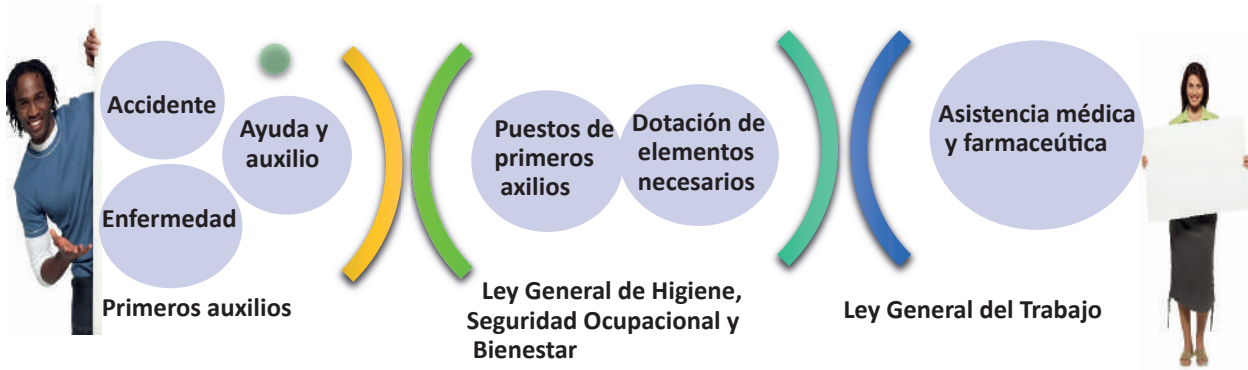 Accidente
Ayuda y
auxilio
Enfermedad
Primeros auxilios
Puestos de
primeros
axilios
Dotación de
elementos
necesarios
Ley General de Higiene,
Seguridad Ocupacional y
Bienestar
Asistencia médica
y farmaceútica
Ley General del Trabajo